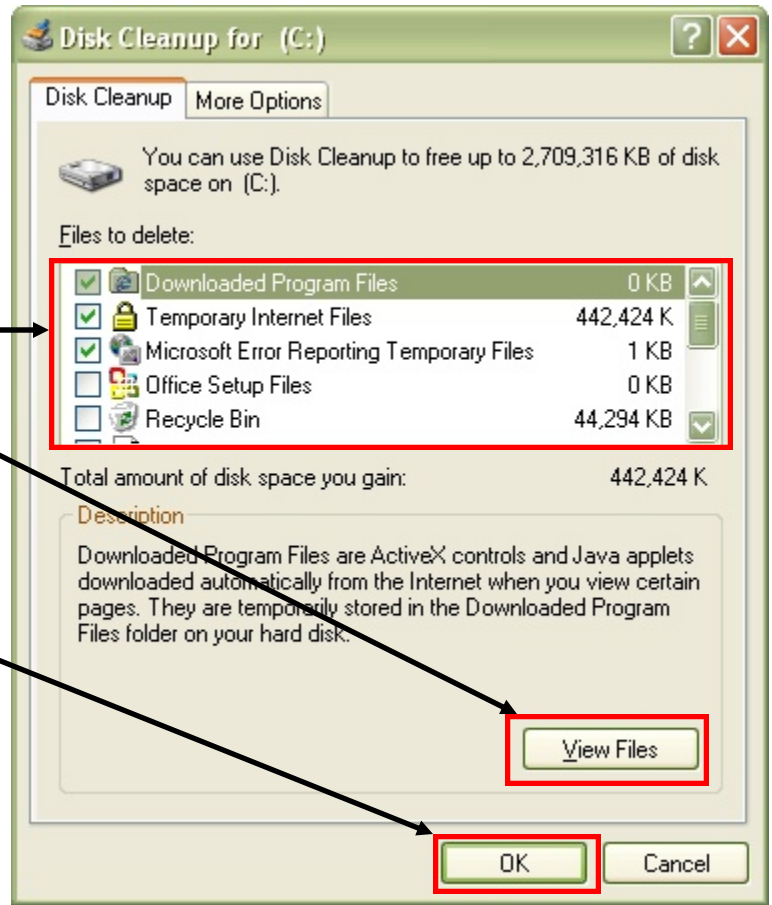 Disk Cleanup for (C:)
Disk Cleanup
More Options
You can use Disk Cleanup to free up to 2,709,316 KB of disk
space on (C:).
Files to delete:
Downloaded Program Files 0 KB
Temporary Internet Files 442,424 K
Microsoft Error Reporting Temporary Files 1 KB
Office Setup Files 0 KB
Recycle Bin 44,294 KB
Total amount of disk space you gain: 442,424 K
Description
Downloaded Program Files are ActiveX controls and Java applets
downloaded automatically from the Internet when you view certain
pages. They are temporarily stored in the Downloaded Program
Files folder on your hard disk.
View Files
OK
Cancel